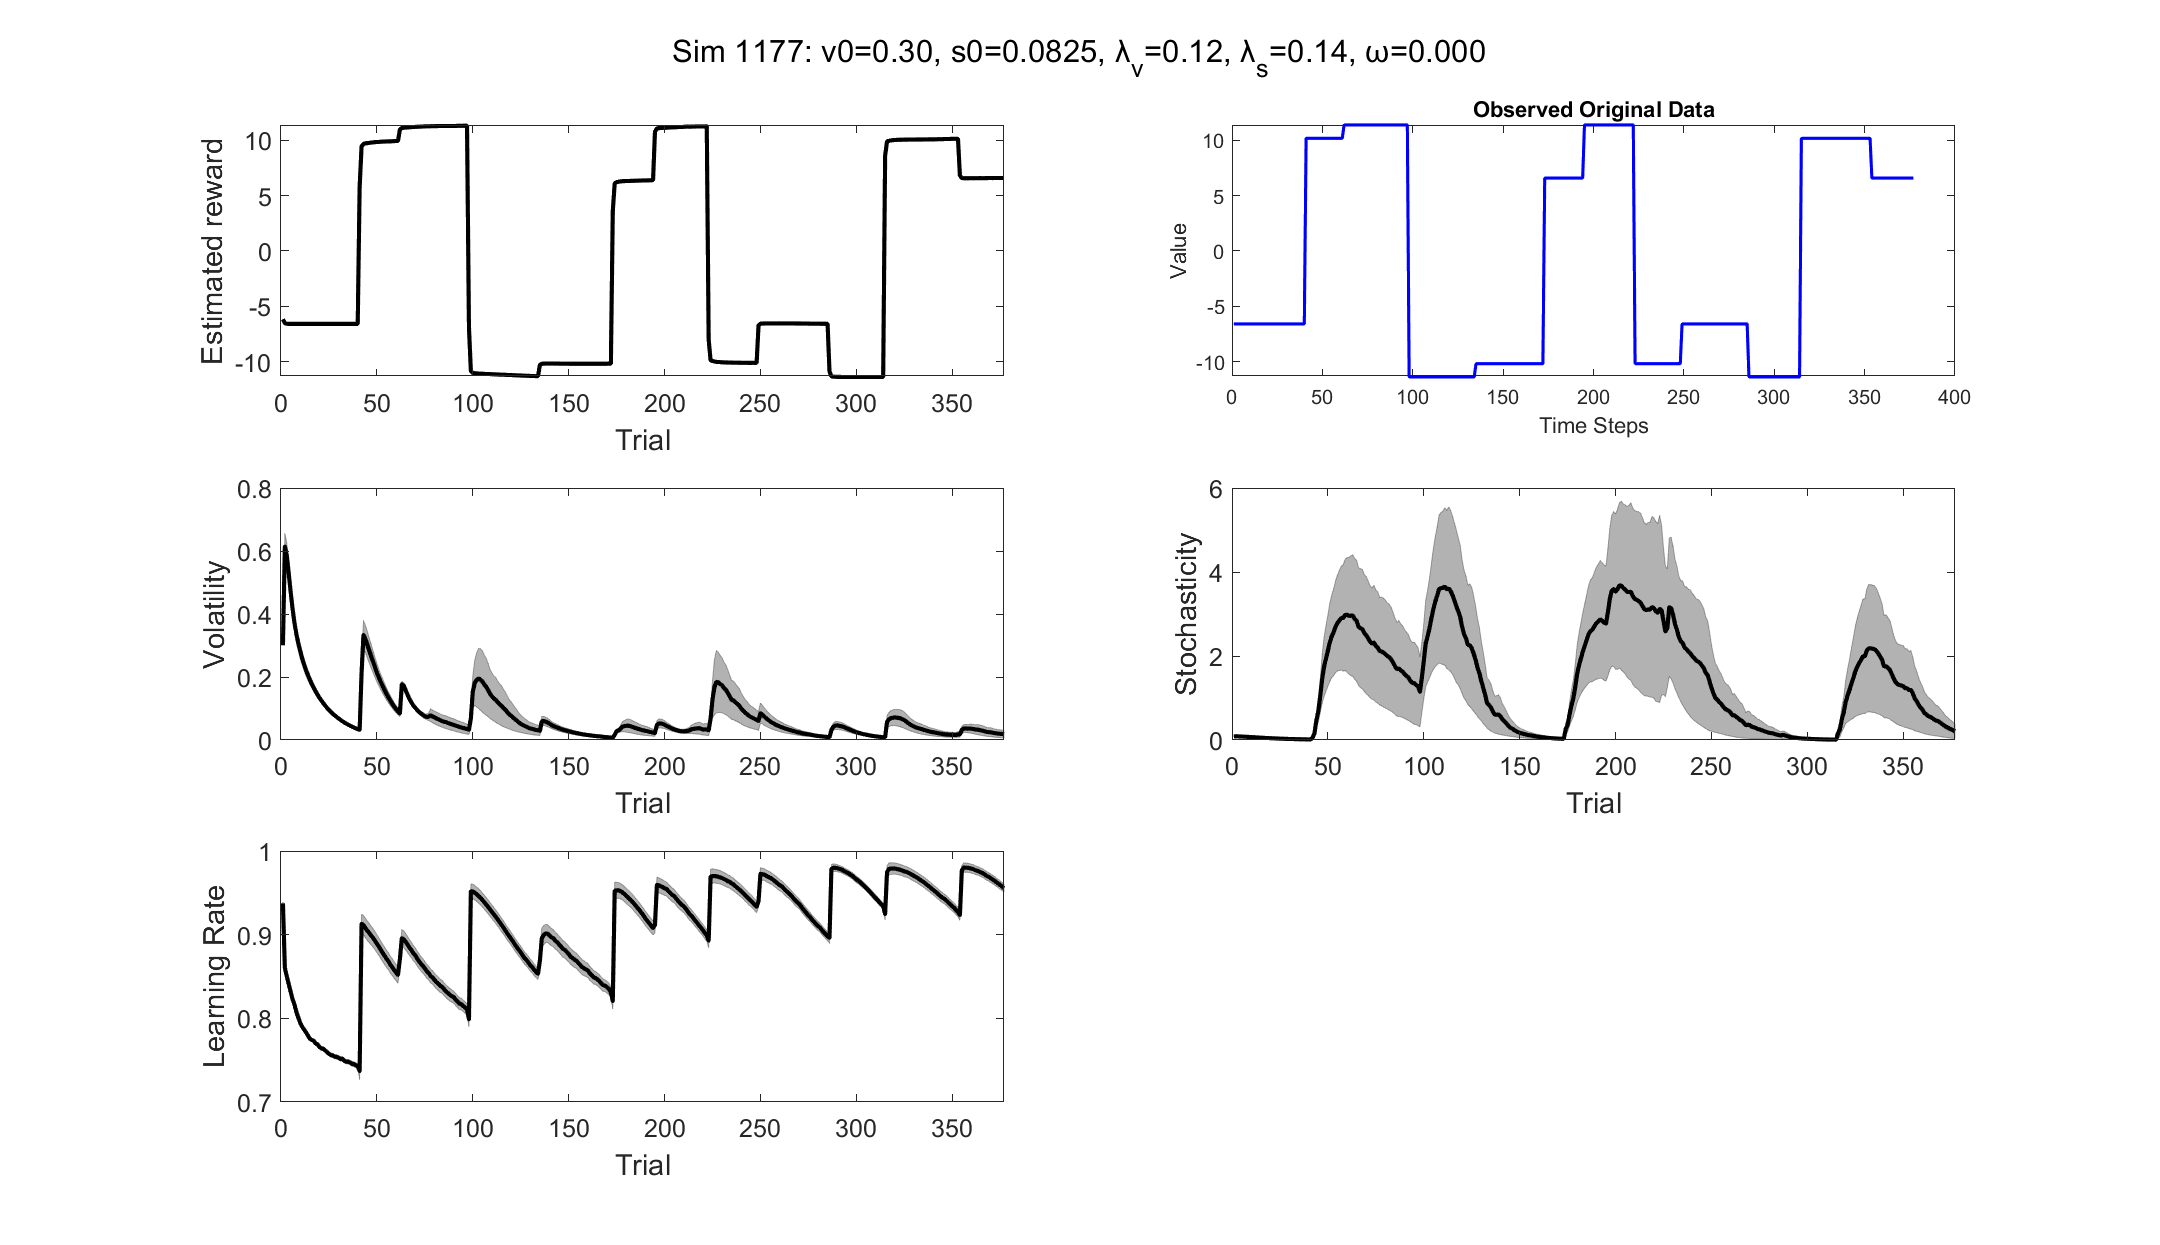 Sim 1177: v0=0.30, s0=0.0825, λv=0.12, λs=0.14, ω=0.000
Estimated reward
10
5
0
-5
-10
0 50 100 150 200 250 300 350
Trial
Observed Original Data
Value
10
5
0
-5
-10
0 50 100 150 200 250 300 350 400
Time Steps
Volatility
0.8
0.6
0.4
0.2
0
0 50 100 150 200 250 300 350
Trial
Stochasticity
6
4
2
0
0 50 100 150 200 250 300 350
Trial
Learning Rate
1
0.9
0.8
0.7
0 50 100 150 200 250 300 350
Trial